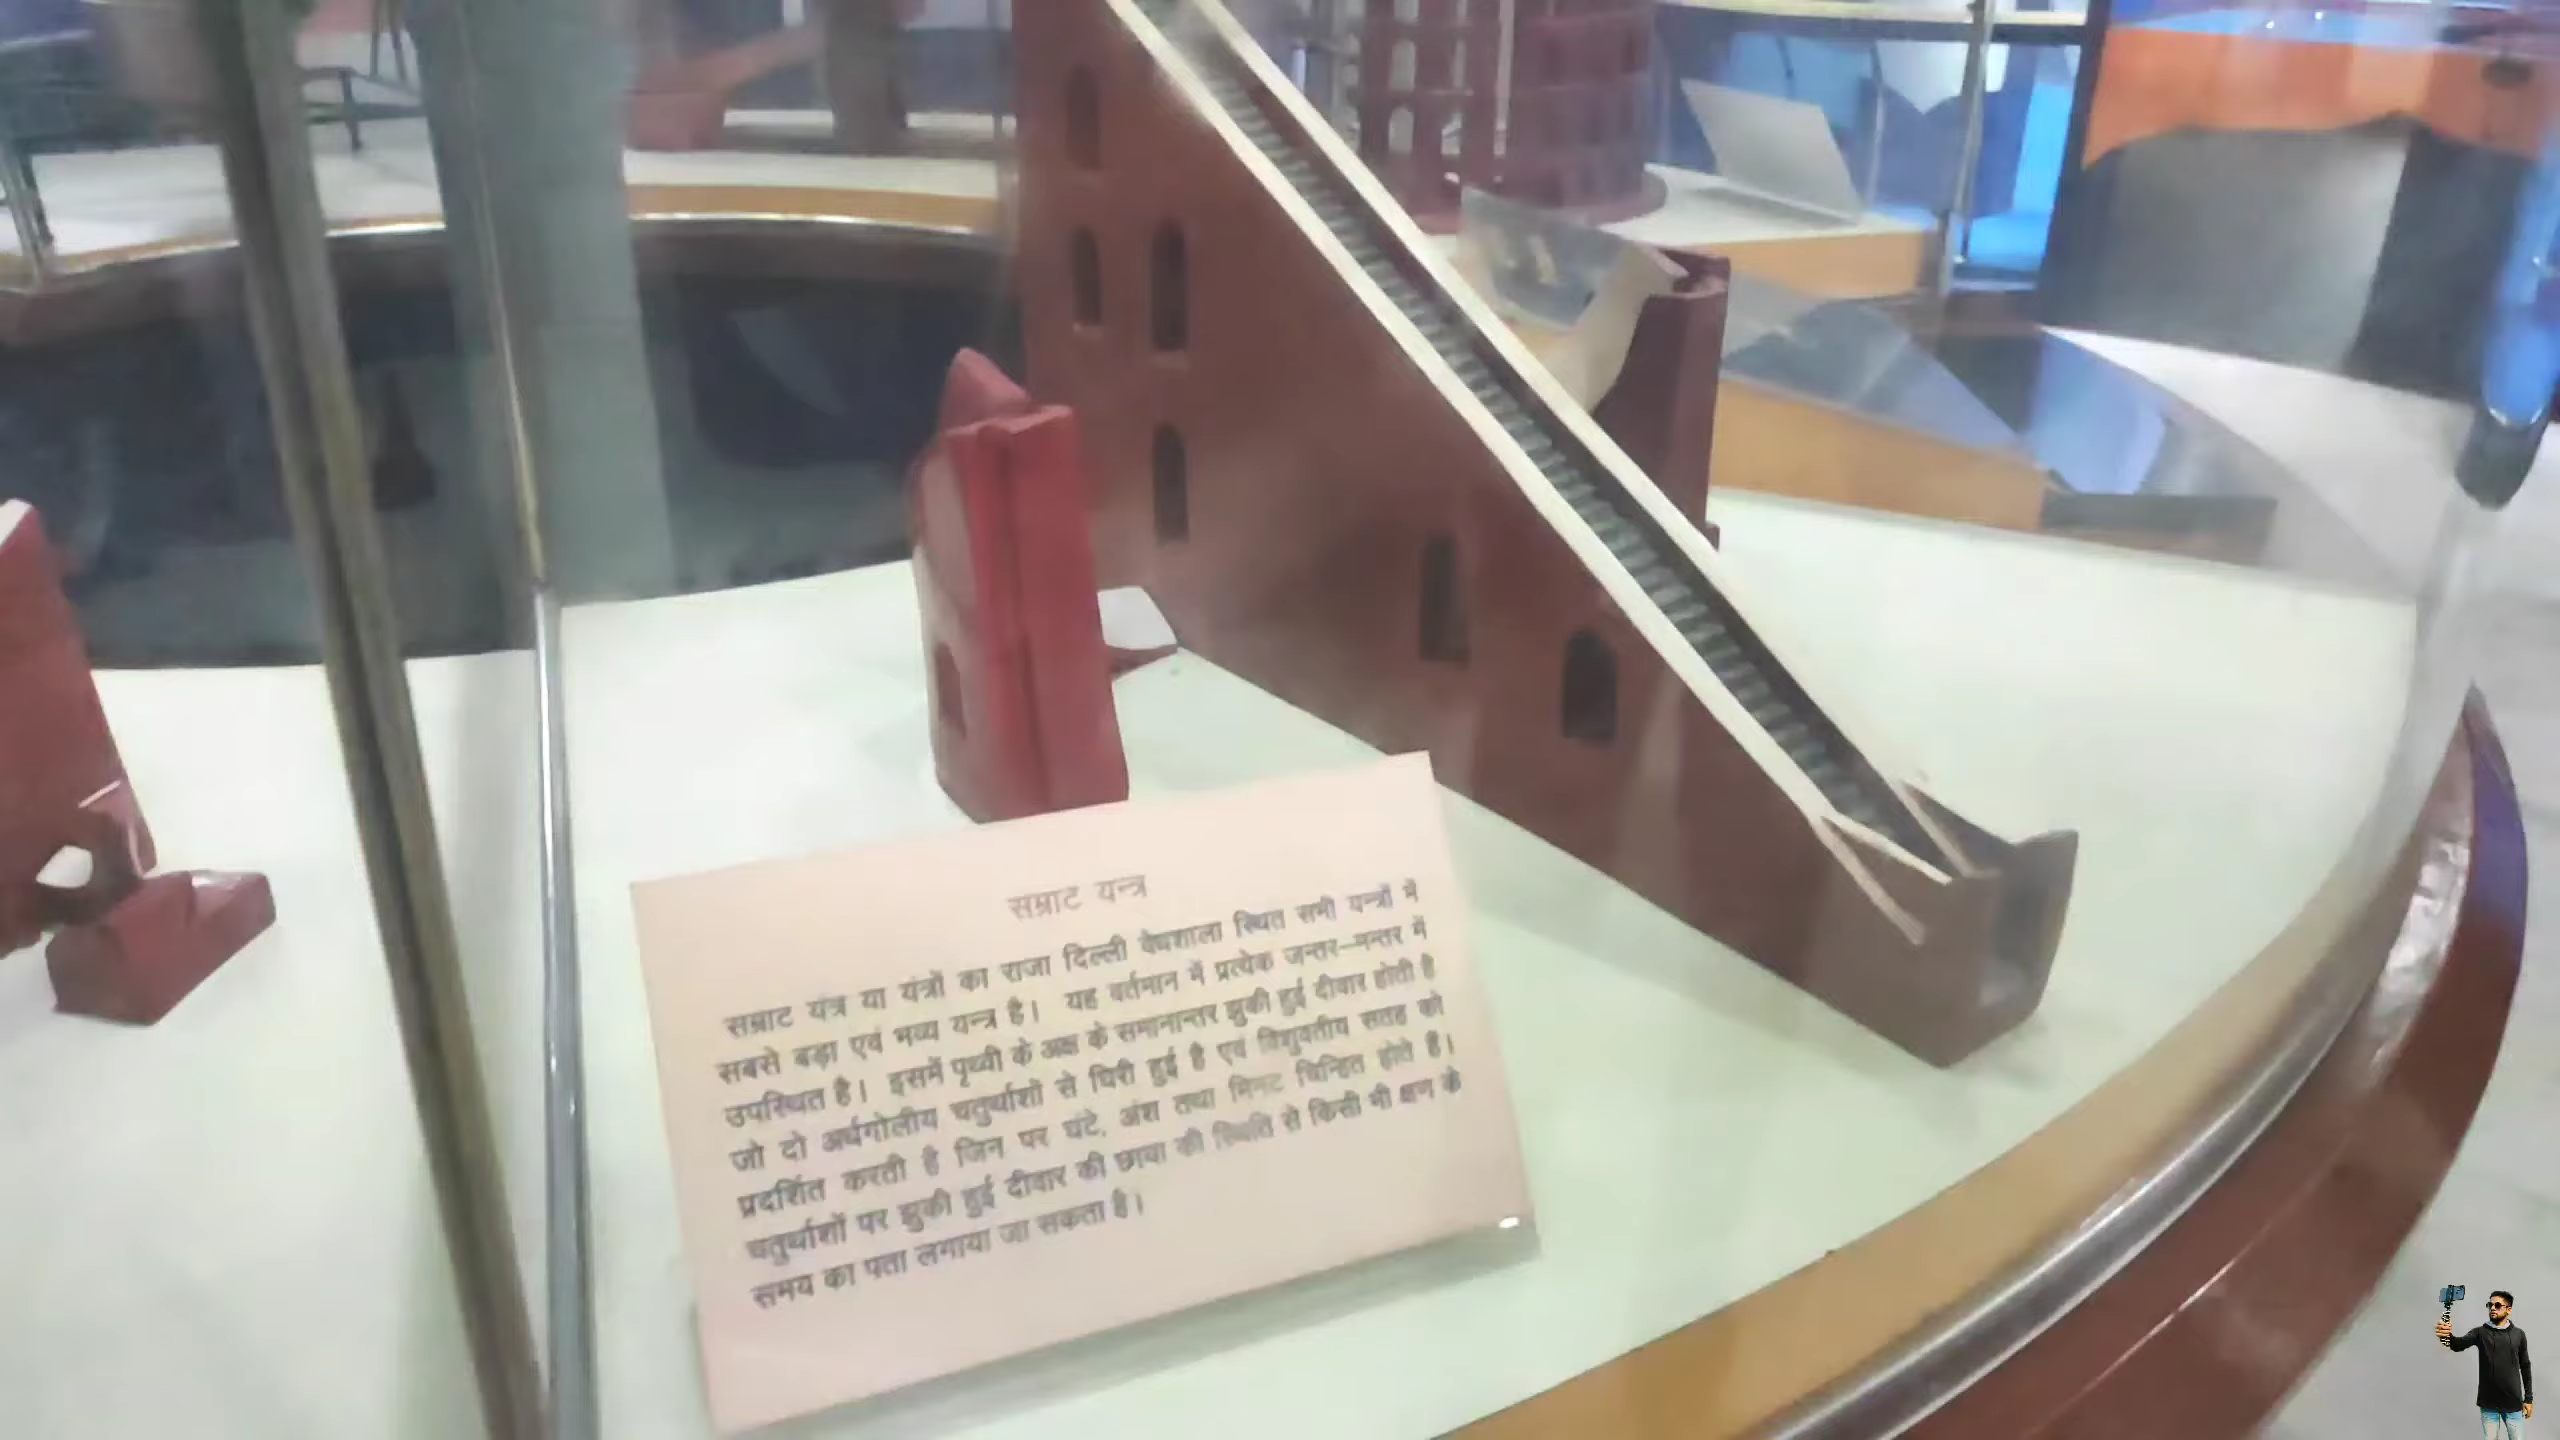 सम्राट यन्त्र
सम्राट यंत्र या यंत्रों का राजा दिल्ली वेधशाला स्थित सभी यन्त्रों में
सबसे बड़ा एवं भव्य यन्त्र है। यह वर्तमान में प्रत्येक जन्तर–मन्तर में
उपस्थित है। इसमें पृथ्वी के अक्ष के समानान्तर झुकी हुई दीवार होती है
जो दो अर्धगोलीय चतुर्थाशों से घिरी हुई है एवं विशुवतीय सतह को
प्रदर्शित करती है जिन पर घंटे, अंश तथा मिनट चिन्हित होते हैं।
चतुर्थाशों पर झुकी हुई दीवार की छाया की स्थिति से किसी भी क्षण के
समय का पता लगाया जा सकता है।